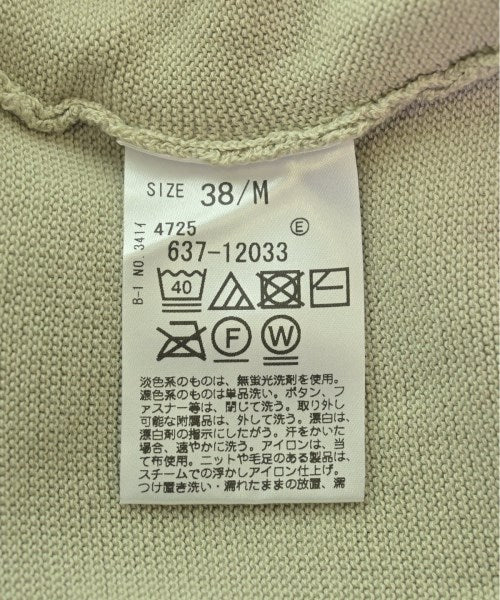 SIZE 38/M
B-I NO.341イ
4725 Ⓔ
637-12033
40
F W
淡色系のものは、無蛍光洗剤を使用。
濃色系のものは単品洗い。ボタン、フ
ァスナー等は、閉じて洗う。取り外し
可能な附属品は、外して洗う。漂白は、
漂白剤の指示にしたがう。汗をかいた
場合、速やかに洗う。アイロンは、当
て布使用。ニットや毛足のある製品は、
スチームでの浮かしアイロン仕上げ。
つけ置き洗い・濡れたままの放置、濡